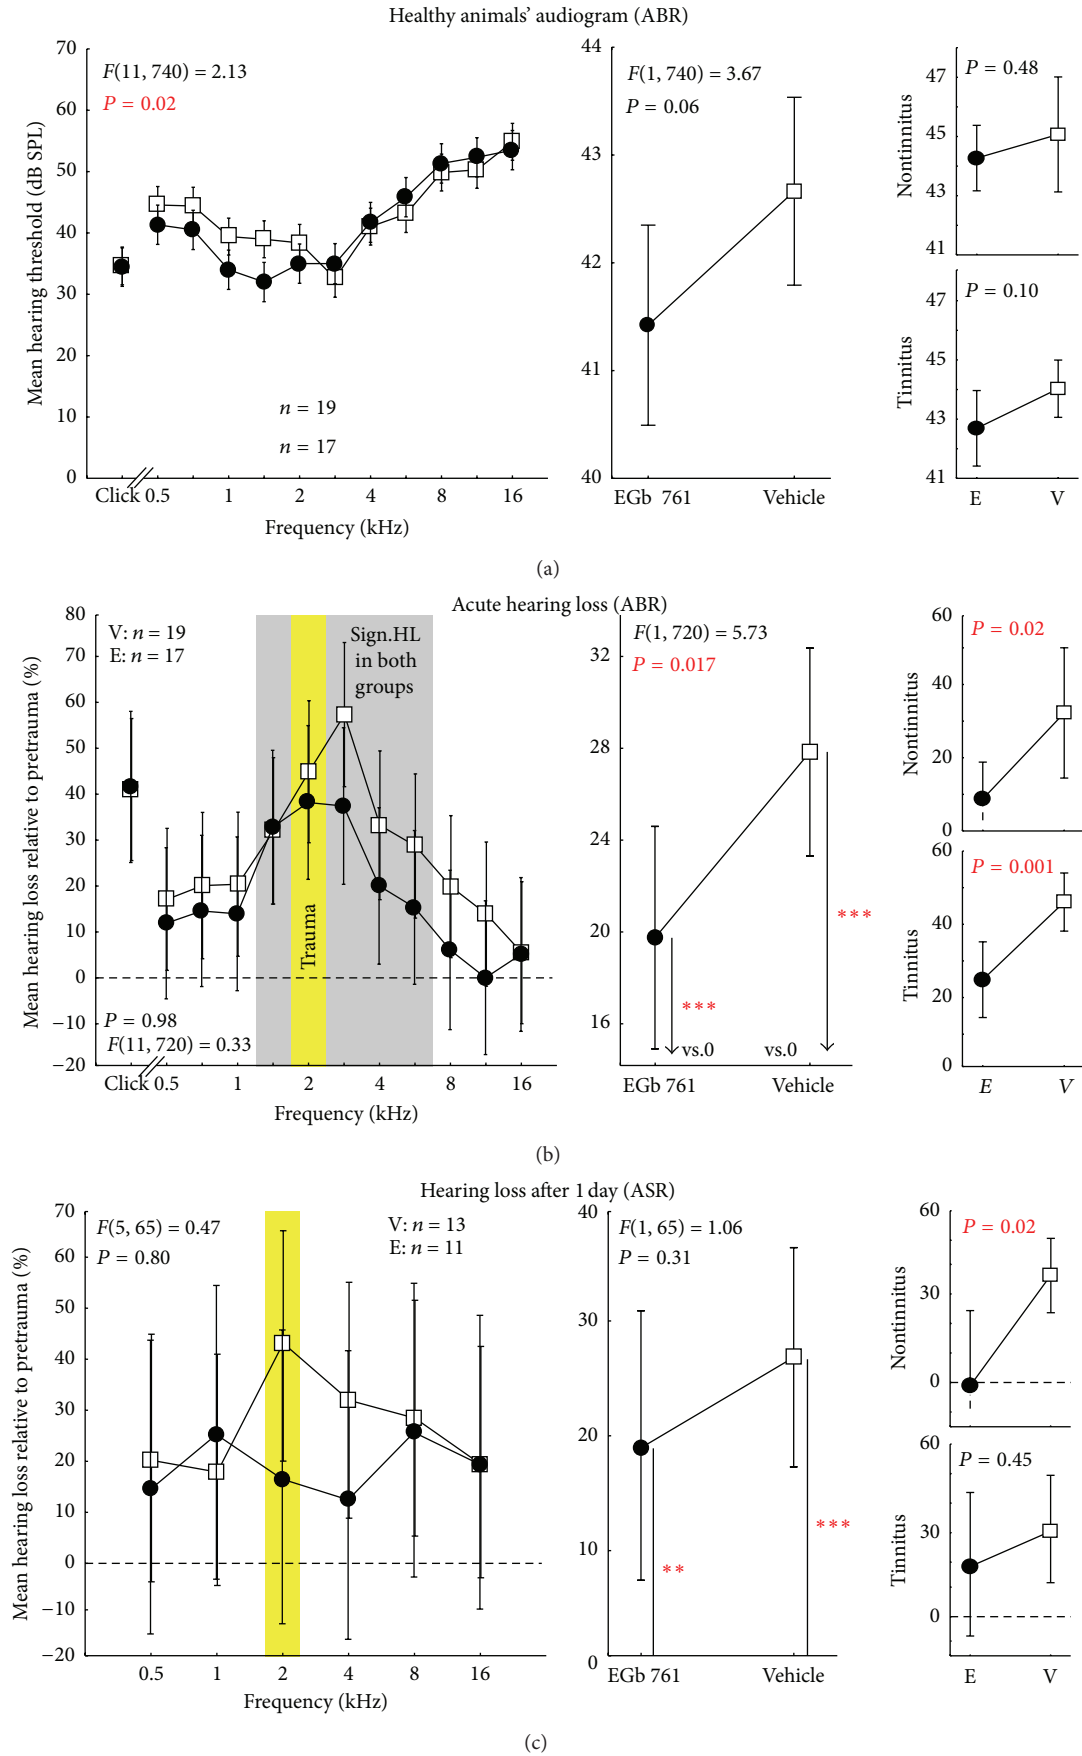 Healthy animals' audiogram (ABR)
Mean hearing threshold (dB SPL)
70
60
50
40
30
20
10
0
F(11, 740) = 2.13
P = 0.02
n = 19
n = 17
Click 0.5 1 2 4 8 16
Frequency (kHz)
44
43
42
41
40
F(1, 740) = 3.67
P = 0.06
EGb 761 Vehicle
Nontinnitus
47
45
43
41
P = 0.48
Tinnitus
47
45
43
41
P = 0.10
E V
(a)
Acute hearing loss (ABR)
Mean hearing loss relative to pretrauma (%)
80
70
60
50
40
30
20
10
0
−10
−20
V: n = 19
E: n = 17
Sign.HL
in both
groups
Trauma
P = 0.98
F(11, 720) = 0.33
Click 0.5 1 2 4 8 16
Frequency (kHz)
32
28
24
20
16
F(1, 720) = 5.73
P = 0.017
***
***
vs.0 vs.0
EGb 761 Vehicle
Nontinnitus
60
40
20
0
P = 0.02
Tinnitus
60
40
20
0
P = 0.001
E V
(b)
Hearing loss after 1 day (ASR)
Mean hearing loss relative to pretrauma (%)
70
60
50
40
30
20
10
0
−10
−20
F(5, 65) = 0.47
P = 0.80
V: n = 13
E: n = 11
0.5 1 2 4 8 16
Frequency (kHz)
40
30
20
10
0
F(1, 65) = 1.06
P = 0.31
***
**
EGb 761 Vehicle
Nontinnitus
60
30
0
P = 0.02
Tinnitus
60
30
0
P = 0.45
E V
(c)